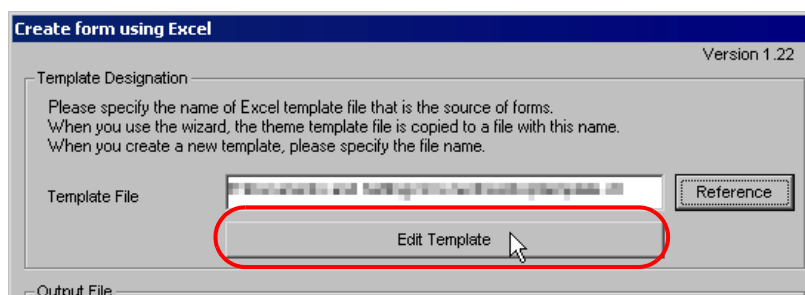 Create form using Excel
Version 1.22
Template Designation
Please specify the name of Excel template file that is the source of forms.
When you use the wizard, the theme template file is copied to a file with this name.
When you create a new template, please specify the file name.
Template File
Reference
Edit Template
Output File